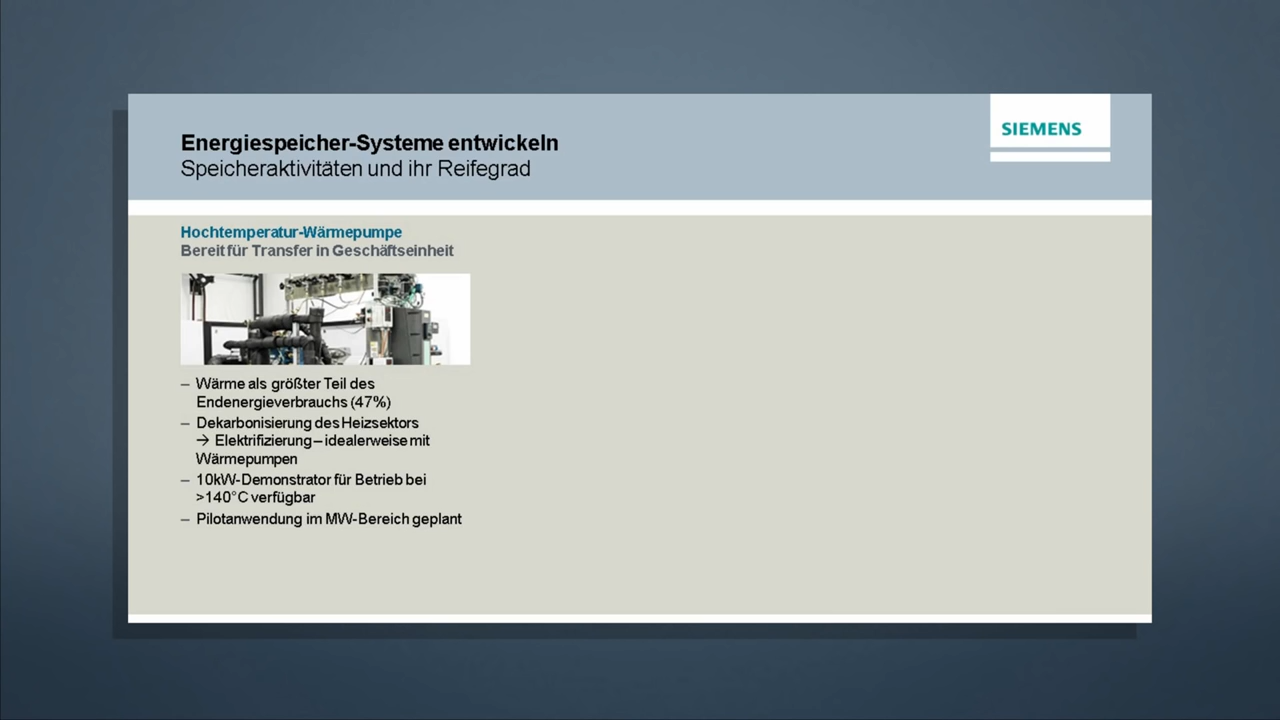 Energiespeicher-Systeme entwickeln
Speicheraktivitäten und ihr Reifegrad
SIEMENS
Hochtemperatur-Wärmepumpe
Bereit für Transfer in Geschäftseinheit
– Wärme als größter Teil des
Endenergieverbrauchs (47%)
– Dekarbonisierung des Heizsektors
→ Elektrifizierung – idealerweise mit
Wärmepumpen
– 10kW-Demonstrator für Betrieb bei
>140°C verfügbar
– Pilotanwendung im MW-Bereich geplant